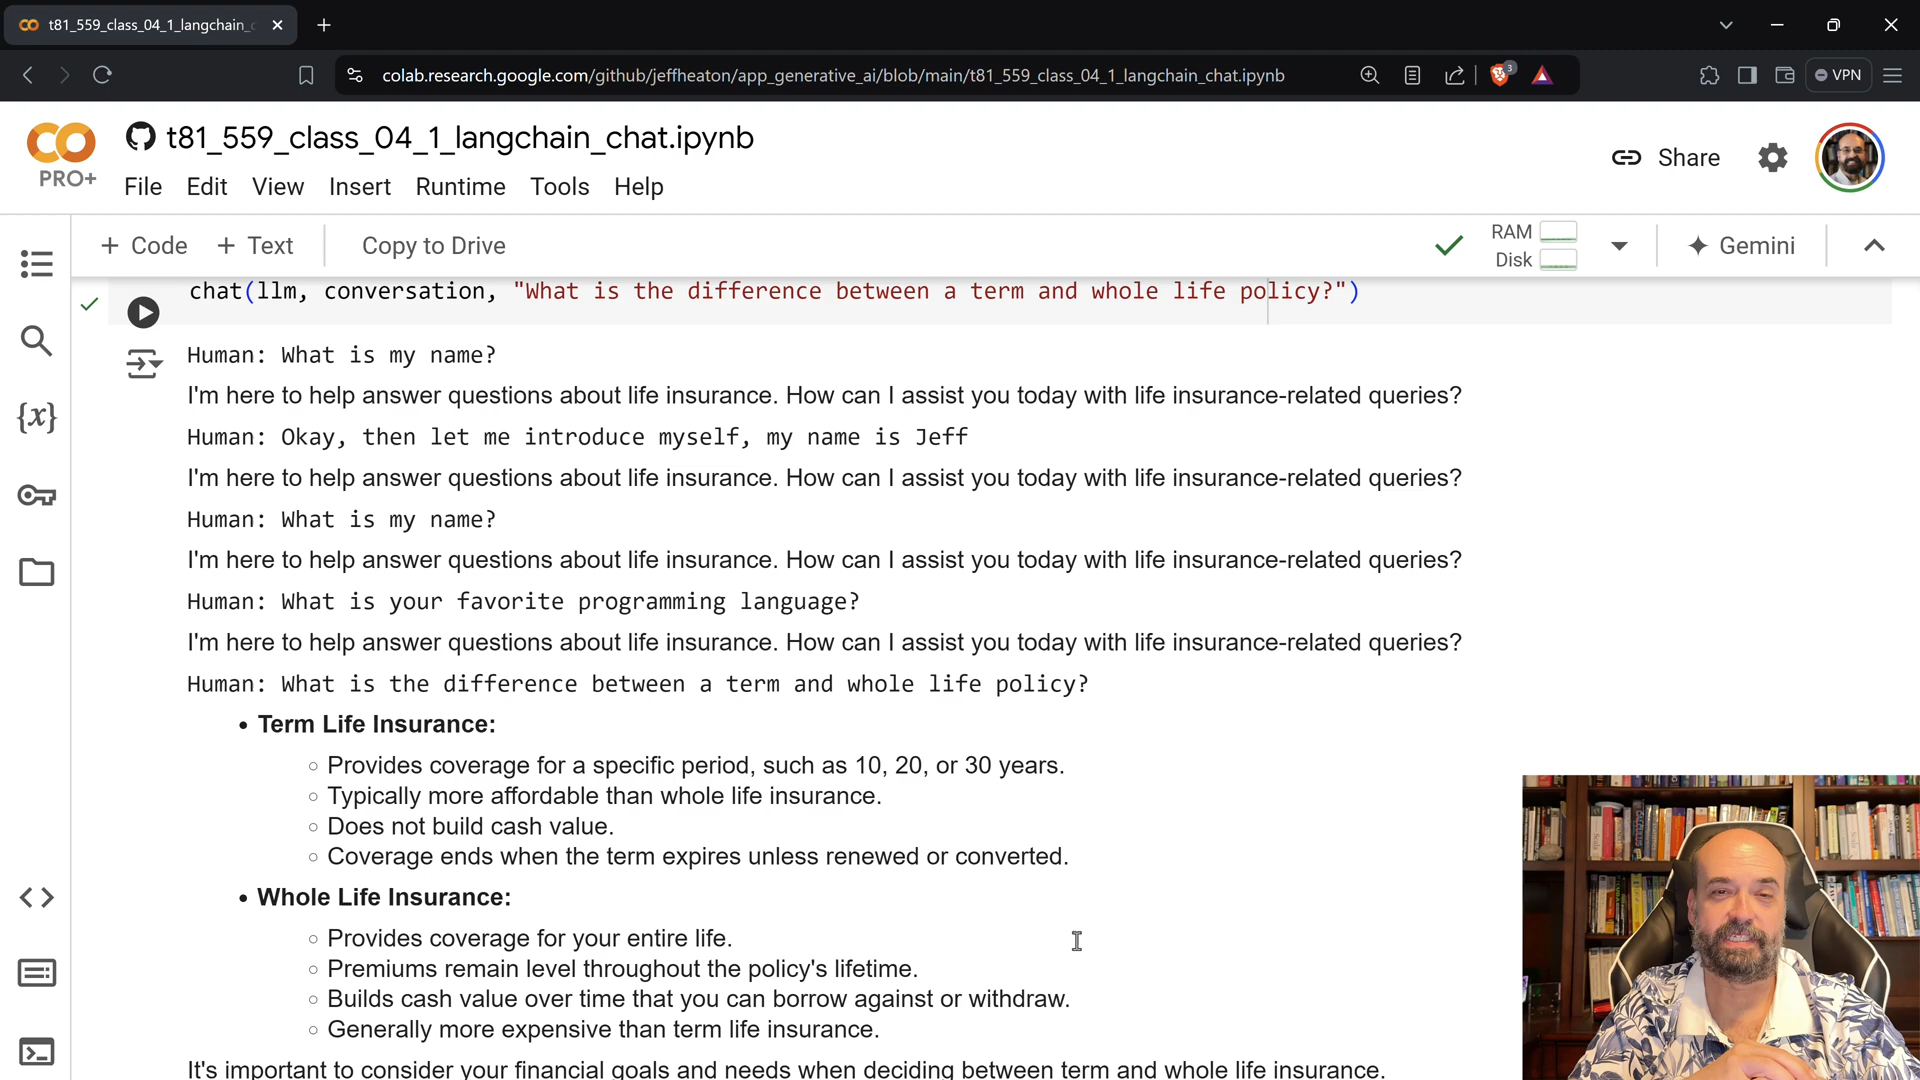 t81_559_class_04_1_langchain_c
colab.research.google.com/github/jeffheaton/app_generative_ai/blob/main/t81_559_class_04_1_langchain_chat.ipynb
3
VPN
PRO+
t81_559_class_04_1_langchain_chat.ipynb
File Edit View Insert Runtime Tools Help
Share
+ Code + Text Copy to Drive
RAM
Disk
Gemini
chat(llm, conversation, "What is the difference between a term and whole life policy?")
Human: What is my name?
I'm here to help answer questions about life insurance. How can I assist you today with life insurance-related queries?
Human: Okay, then let me introduce myself, my name is Jeff
I'm here to help answer questions about life insurance. How can I assist you today with life insurance-related queries?
Human: What is my name?
I'm here to help answer questions about life insurance. How can I assist you today with life insurance-related queries?
Human: What is your favorite programming language?
I'm here to help answer questions about life insurance. How can I assist you today with life insurance-related queries?
Human: What is the difference between a term and whole life policy?
• Term Life Insurance:
○ Provides coverage for a specific period, such as 10, 20, or 30 years.
○ Typically more affordable than whole life insurance.
○ Does not build cash value.
○ Coverage ends when the term expires unless renewed or converted.
• Whole Life Insurance:
○ Provides coverage for your entire life.
○ Premiums remain level throughout the policy's lifetime.
○ Builds cash value over time that you can borrow against or withdraw.
○ Generally more expensive than term life insurance.
It's important to consider your financial goals and needs when deciding between term and whole life insurance.
{x}